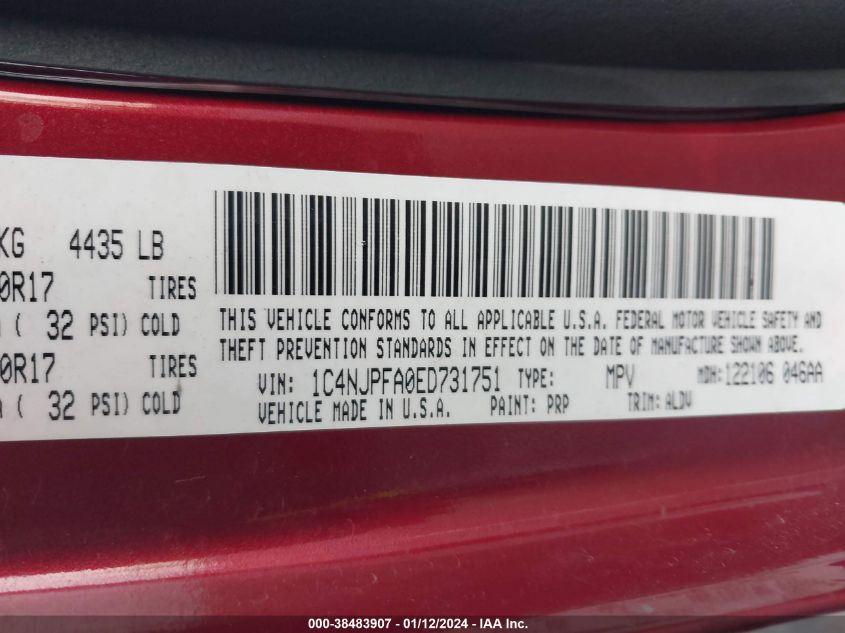 KG 4435 LB
0R17 TIRES
( 32 PSI) COLD
0R17 TIRES
( 32 PSI) COLD
THIS VEHICLE CONFORMS TO ALL APPLICABLE U.S.A. FEDERAL MOTOR VEHICLE SAFETY AND
THEFT PREVENTION STANDARDS IN EFFECT ON THE DATE OF MANUFACTURE SHOWN ABOVE.
VIN: 1C4NJPFA0ED731751 TYPE: MPV MDH: 122106 046AA
VEHICLE MADE IN U.S.A. PAINT: PRP TRIM: ALDV
000-38483907 - 01/12/2024 - IAA Inc.